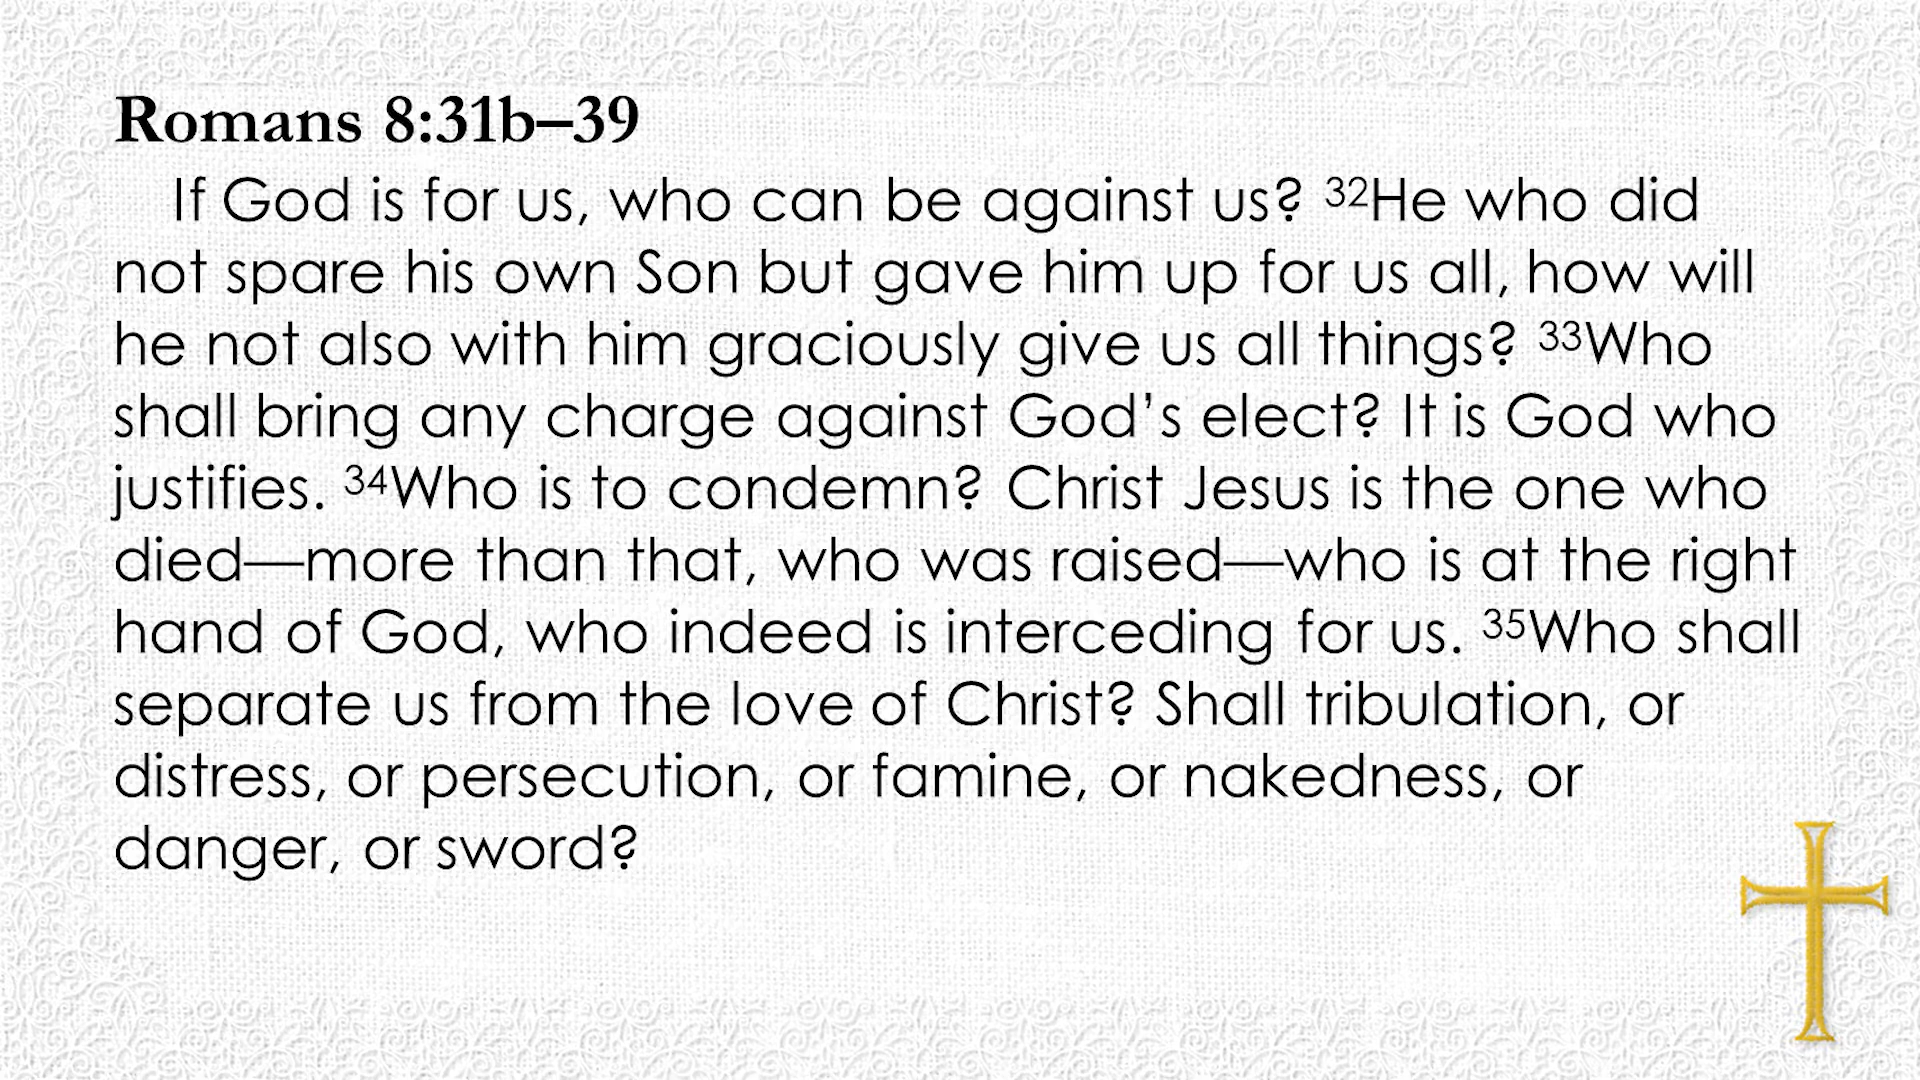 Romans 8:31b–39
If God is for us, who can be against us? ³²He who did
not spare his own Son but gave him up for us all, how will
he not also with him graciously give us all things? ³³Who
shall bring any charge against God’s elect? It is God who
justifies. ³⁴Who is to condemn? Christ Jesus is the one who
died—more than that, who was raised—who is at the right
hand of God, who indeed is interceding for us. ³⁵Who shall
separate us from the love of Christ? Shall tribulation, or
distress, or persecution, or famine, or nakedness, or
danger, or sword?